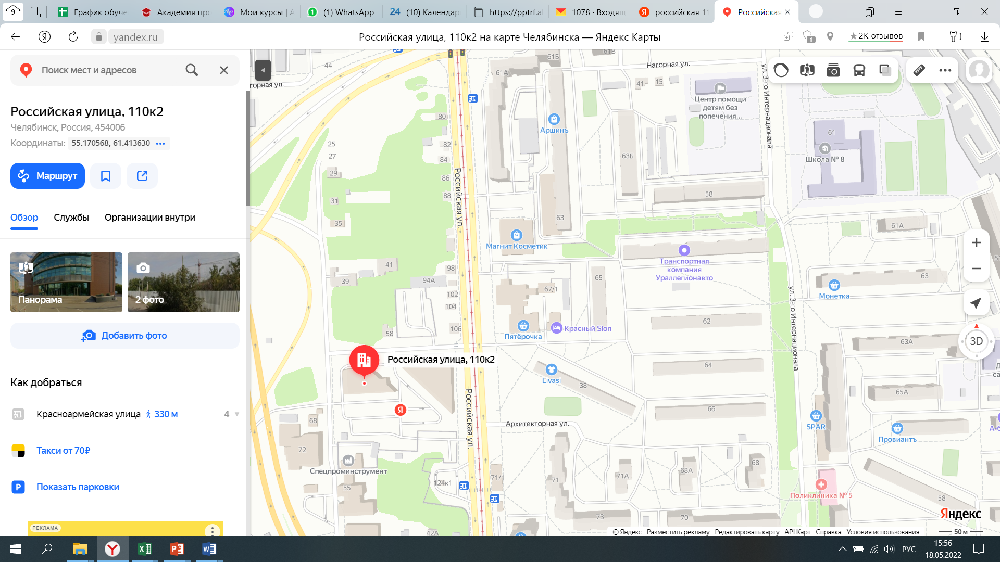 9
График обуче
Академия прс
Мои курсы | A
(1) WhatsApp
24 (10) Календар
https://pptrf.a
1078 · Входящ
российская 11
Российская
yandex.ru
Российская улица, 110к2 на карте Челябинска — Яндекс Карты
1
★2K отзывов
Поиск мест и адресов
Российская улица, 110к2
Челябинск, Россия, 454006
Координаты: 55.170568, 61.413630 •••
Маршрут
Обзор
Службы
Организации внутри
Панорама
2 фото
Добавить фото
Как добраться
Красноармейская улица 330 м 4
Такси от 70₽
P Показать парковки
РЕКЛАМА
44
61Б
61В
61А
Нагорная ул.
горная ул.
41
15
Центр помощи
детям без
попечения...
ул. 3-го Интернационала
80
Аршинъ
61
Школа № 8
25
27
29
31
35
82
84
86
88
63Б
58
63
Российская ул.
61А
Магнит Косметик
Транспортная
компания
Ураллегионавто
41
39
98
94А
102
104
106
58
67/1
65
63
Монетка
62
Пятёрочка
Красный Slon
ул. 3-го Интернационала
63А
3D
Российская улица, 110к2
64
Livasi
38
65А
Российская ул.
66
Архитектурная ул.
SPAR
Провиантъ
68
72
Спецпроминструмент
55
124к1
71/1
71
71А
68А
68
Поликлиника № 5
58
73
70
42А
Яндекс
© Яндекс Разместить рекламу Редактировать карту API Карт Справка Условия использования
50 м
РУС
15:56
18.05.2022